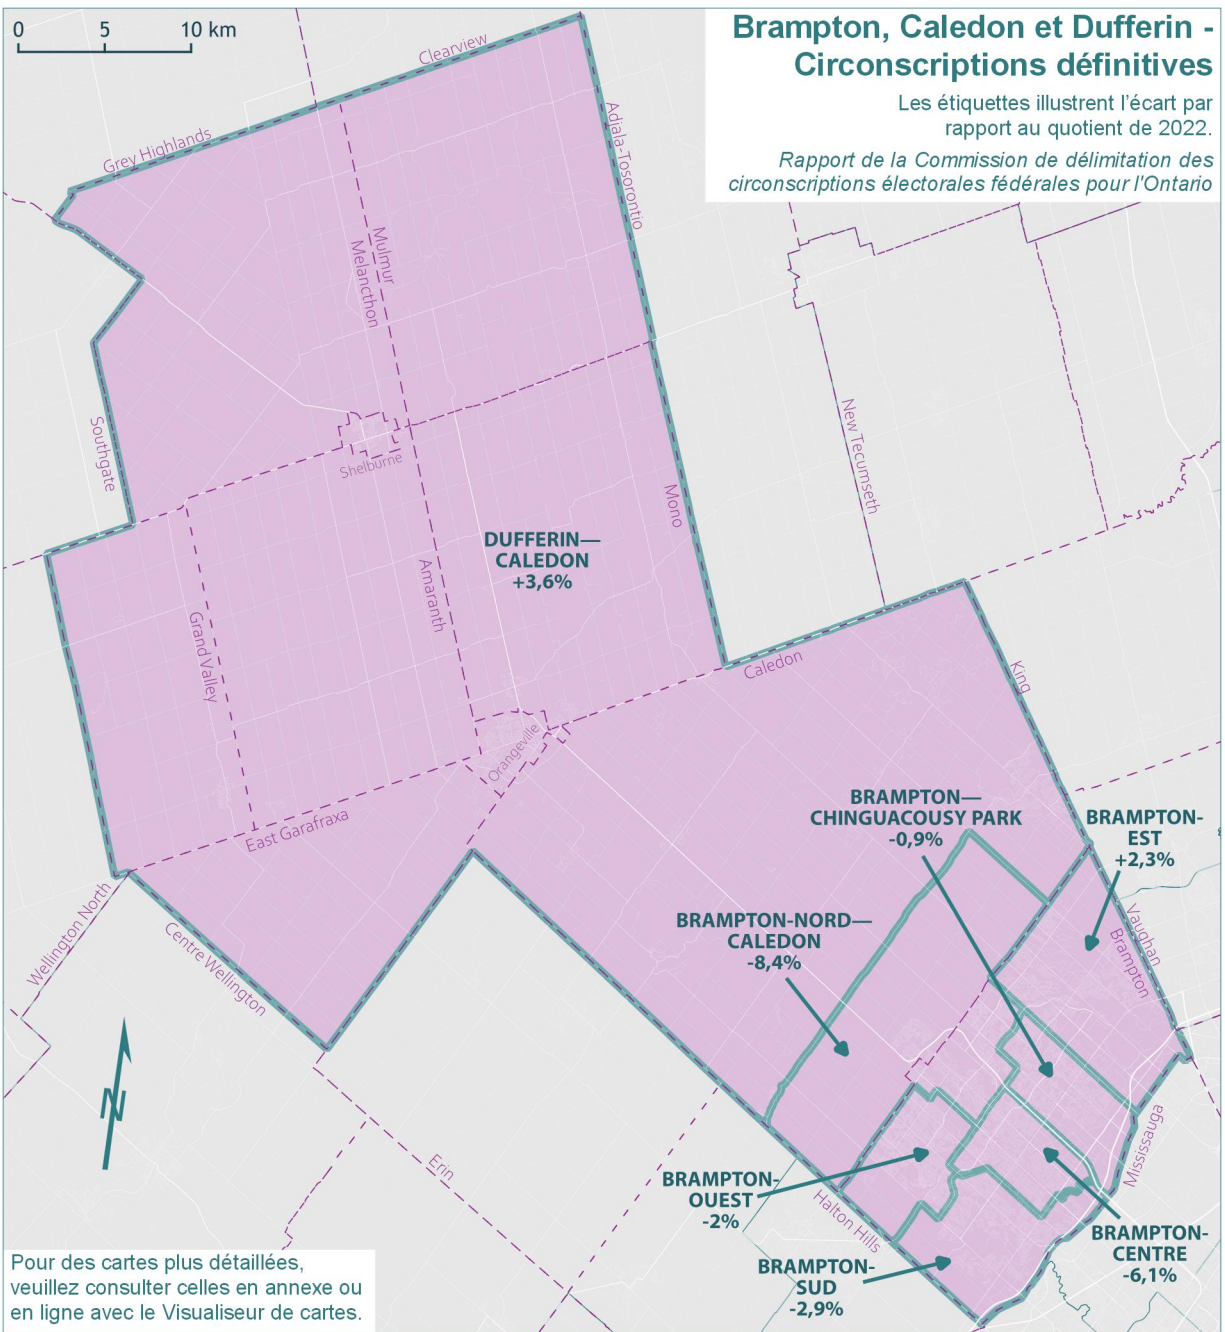 0 5 10 km
Brampton, Caledon et Dufferin -
Circonscriptions définitives
Les étiquettes illustrent l'écart par
rapport au quotient de 2022.
Rapport de la Commission de délimitation des
circonscriptions électorales fédérales pour l'Ontario
Clearview
Grey Highlands
Adjala-Tosorontio
Mulmur
Melancthon
New Tecumseth
Southgate
Shelburne
Mono
DUFFERIN—
CALEDON
+3,6%
Amaranth
Grand Valley
Caledon
King
Orangeville
East Garafraxa
BRAMPTON—
CHINGUACOUSY PARK
-0,9%
BRAMPTON-
EST
+2,3%
Wellington North
Centre Wellington
BRAMPTON-NORD—
CALEDON
-8,4%
Vaughan
Brampton
N
Mississauga
Erin
BRAMPTON-
OUEST
-2%
Halton Hills
BRAMPTON-
CENTRE
-6,1%
BRAMPTON-
SUD
-2,9%
Pour des cartes plus détaillées,
veuillez consulter celles en annexe ou
en ligne avec le Visualiseur de cartes.